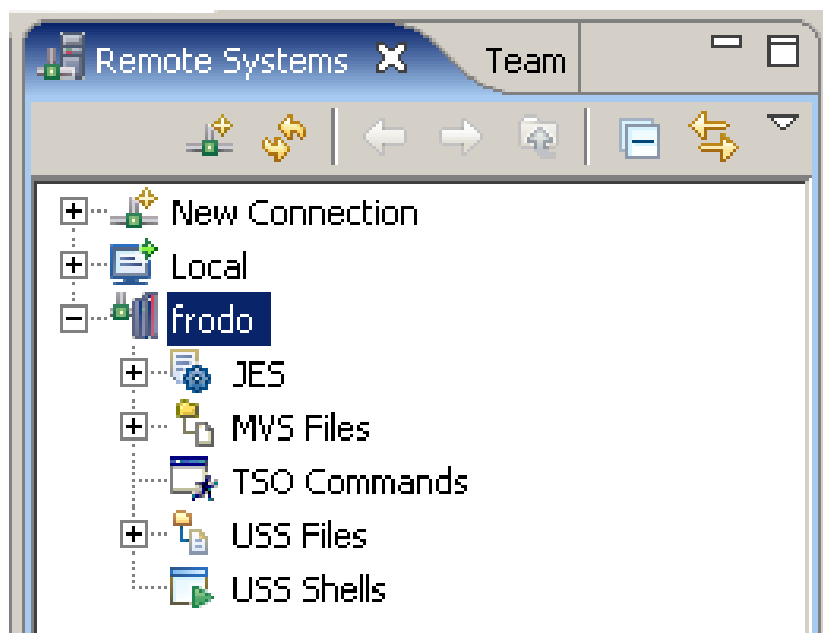 Remote Systems Team
New Connection
Local
frodo
JES
MVS Files
TSO Commands
USS Files
USS Shells